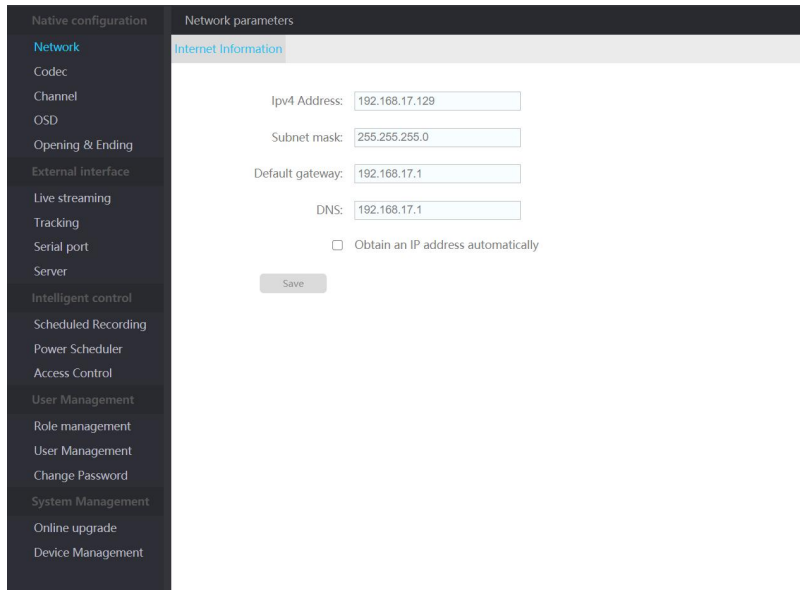 Native configuration
Network
Codec
Channel
OSD
Opening & Ending
External interface
Live streaming
Tracking
Serial port
Server
Intelligent control
Scheduled Recording
Power Scheduler
Access Control
User Management
Role management
User Management
Change Password
System Management
Online upgrade
Device Management
Network parameters
Internet Information
Ipv4 Address: 192.168.17.129
Subnet mask: 255.255.255.0
Default gateway: 192.168.17.1
DNS: 192.168.17.1
Obtain an IP address automatically
Save